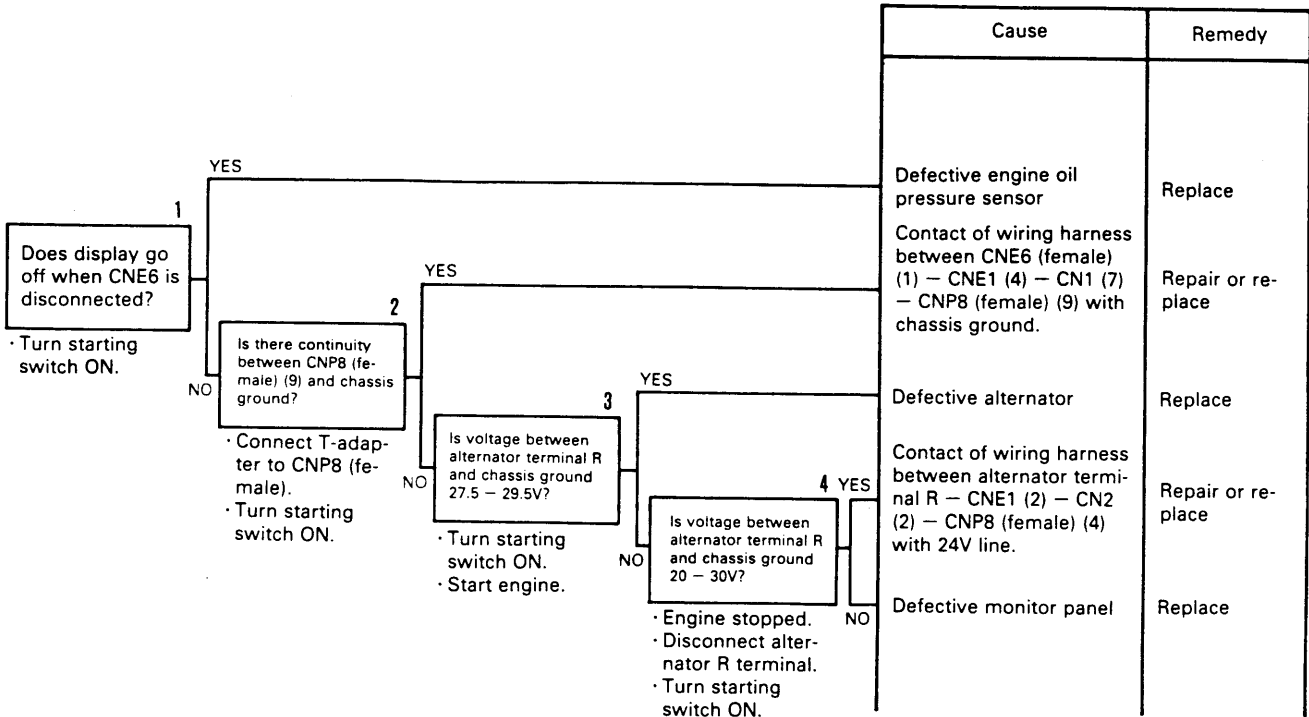 Cause
Remedy
YES
1
Does display go
off when CNE6 is
disconnected?
· Turn starting
switch ON.
NO
Defective engine oil
pressure sensor
Replace
YES
2
Is there continuity
between CNP8 (fe-
male) (9) and chassis
ground?
· Connect T-adap-
ter to CNP8 (fe-
male).
· Turn starting
switch ON.
NO
Contact of wiring harness
between CNE6 (female)
(1) – CNE1 (4) – CN1 (7)
– CNP8 (female) (9) with
chassis ground.
Repair or re-
place
YES
3
Is voltage between
alternator terminal R
and chassis ground
27.5 – 29.5V?
· Turn starting
switch ON.
· Start engine.
NO
Defective alternator
Replace
4 YES
Is voltage between
alternator terminal R
and chassis ground
20 – 30V?
· Engine stopped.
· Disconnect alter-
nator R terminal.
· Turn starting
switch ON.
Contact of wiring harness
between alternator termi-
nal R – CNE1 (2) – CN2
(2) – CNP8 (female) (4)
with 24V line.
Repair or re-
place
NO
Defective monitor panel
Replace